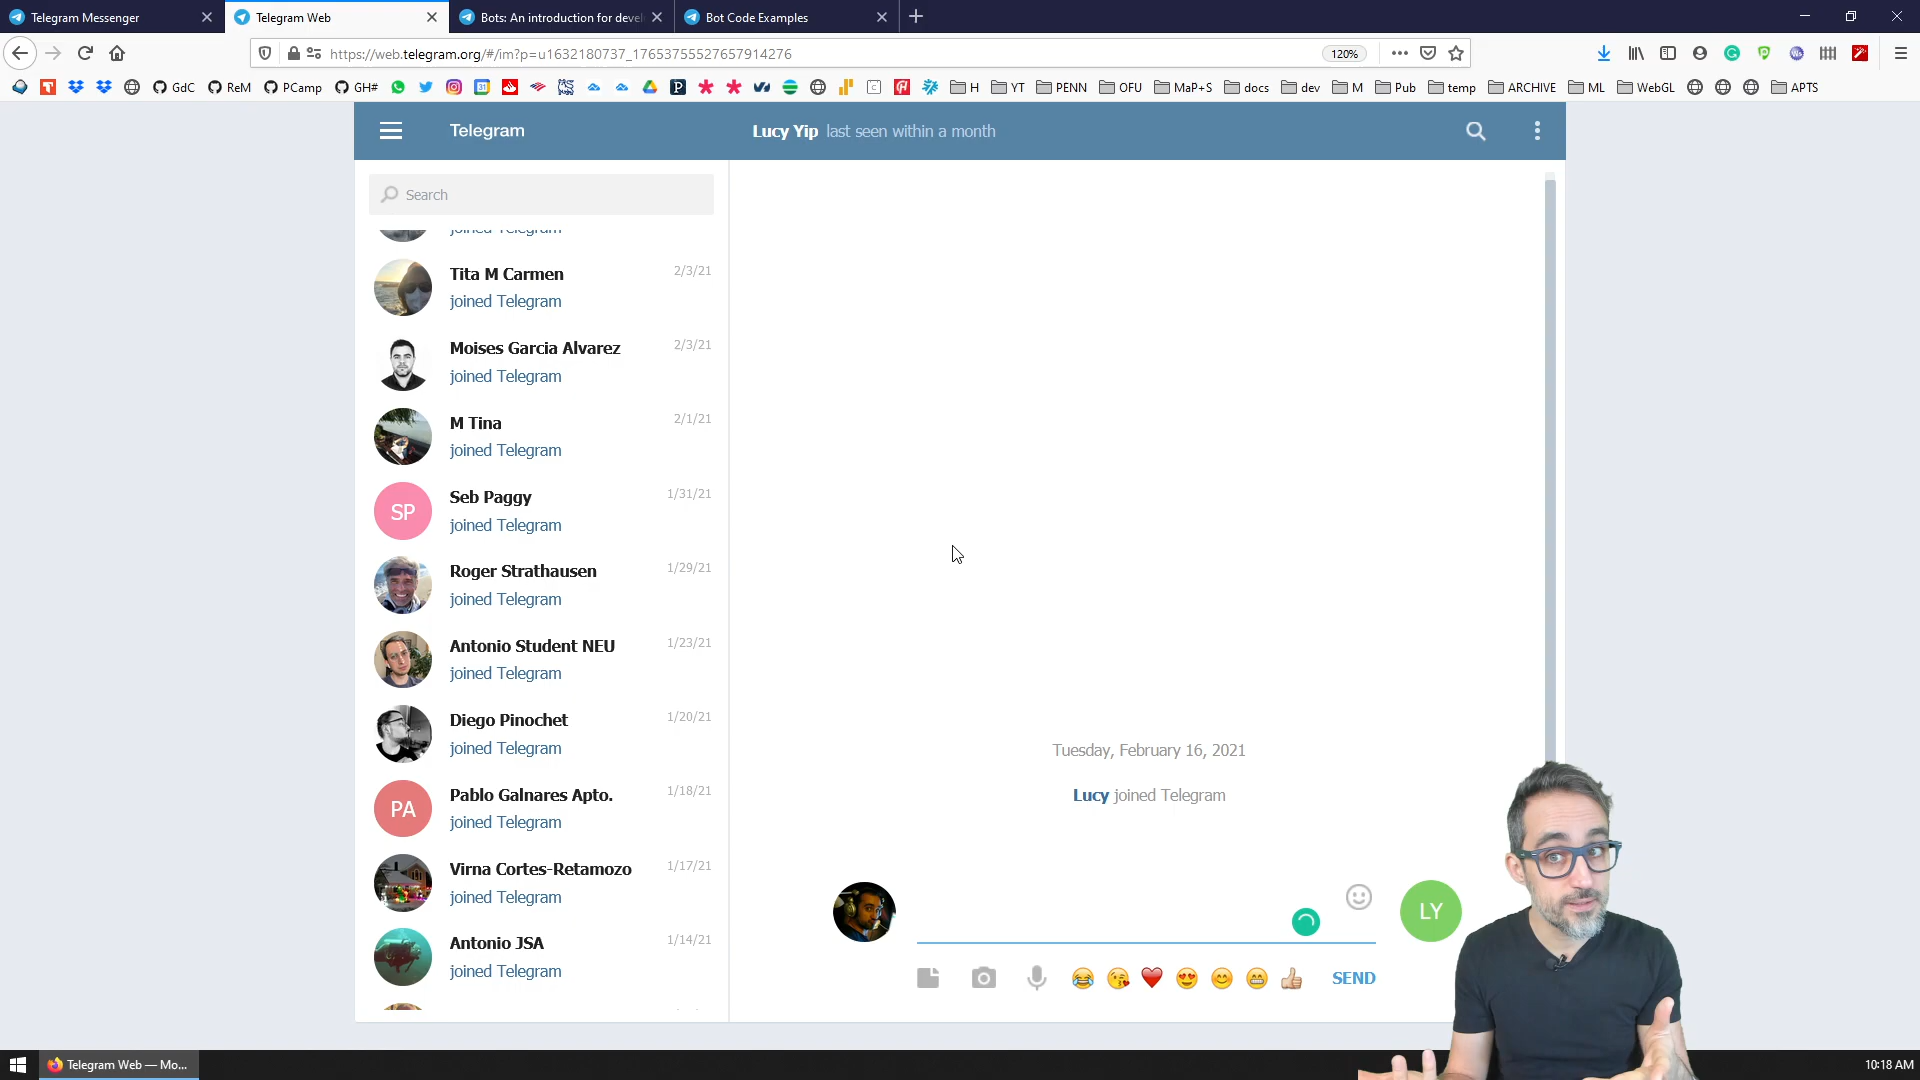 Telegram Messenger
Telegram Web
Bots: An introduction for devel
Bot Code Examples
https://web.telegram.org/#/im?p=u1632180737_17653755527657914276
120%
GdC
ReM
PCamp
GH#
H
YT
PENN
OFU
MaP+S
docs
dev
M
Pub
temp
ARCHIVE
ML
WebGL
APTS
Telegram
Lucy Yip last seen within a month
Search
joined Telegram
Tita M Carmen 2/3/21
joined Telegram
Moises Garcia Alvarez 2/3/21
joined Telegram
M Tina 2/1/21
joined Telegram
SP
Seb Paggy 1/31/21
joined Telegram
Roger Strathausen 1/29/21
joined Telegram
Antonio Student NEU 1/23/21
joined Telegram
Diego Pinochet 1/20/21
joined Telegram
PA
Pablo Galnares Apto. 1/18/21
joined Telegram
Virna Cortes-Retamozo 1/17/21
joined Telegram
Antonio JSA 1/14/21
joined Telegram
Tuesday, February 16, 2021
Lucy joined Telegram
LY
SEND
Telegram Web — Mo...
10:18 AM